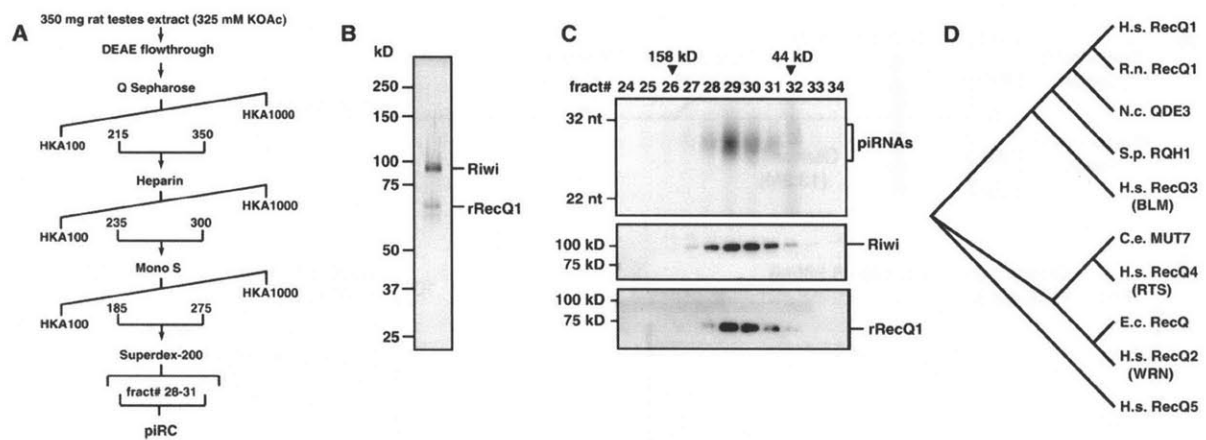 A
350 mg rat testes extract (325 mM KOAc)
DEAE flowthrough
Q Sepharose
HKA1000
HKA100
215 350
Heparin
HKA1000
HKA100
235 300
Mono S
HKA1000
HKA100
185 275
Superdex-200
fract# 28-31
piRC
B
kD
250
150
100
75
50
37
25
Riwi
rRecQ1
C
158 kD 44 kD
fract# 24 25 26 27 28 29 30 31 32 33 34
32 nt
22 nt
piRNAs
100 kD
75 kD
Riwi
100 kD
75 kD
rRecQ1
D
H.s. RecQ1
R.n. RecQ1
N.c. QDE3
S.p. RQH1
H.s. RecQ3
(BLM)
C.e. MUT7
H.s. RecQ4
(RTS)
E.c. RecQ
H.s. RecQ2
(WRN)
H.s. RecQ5